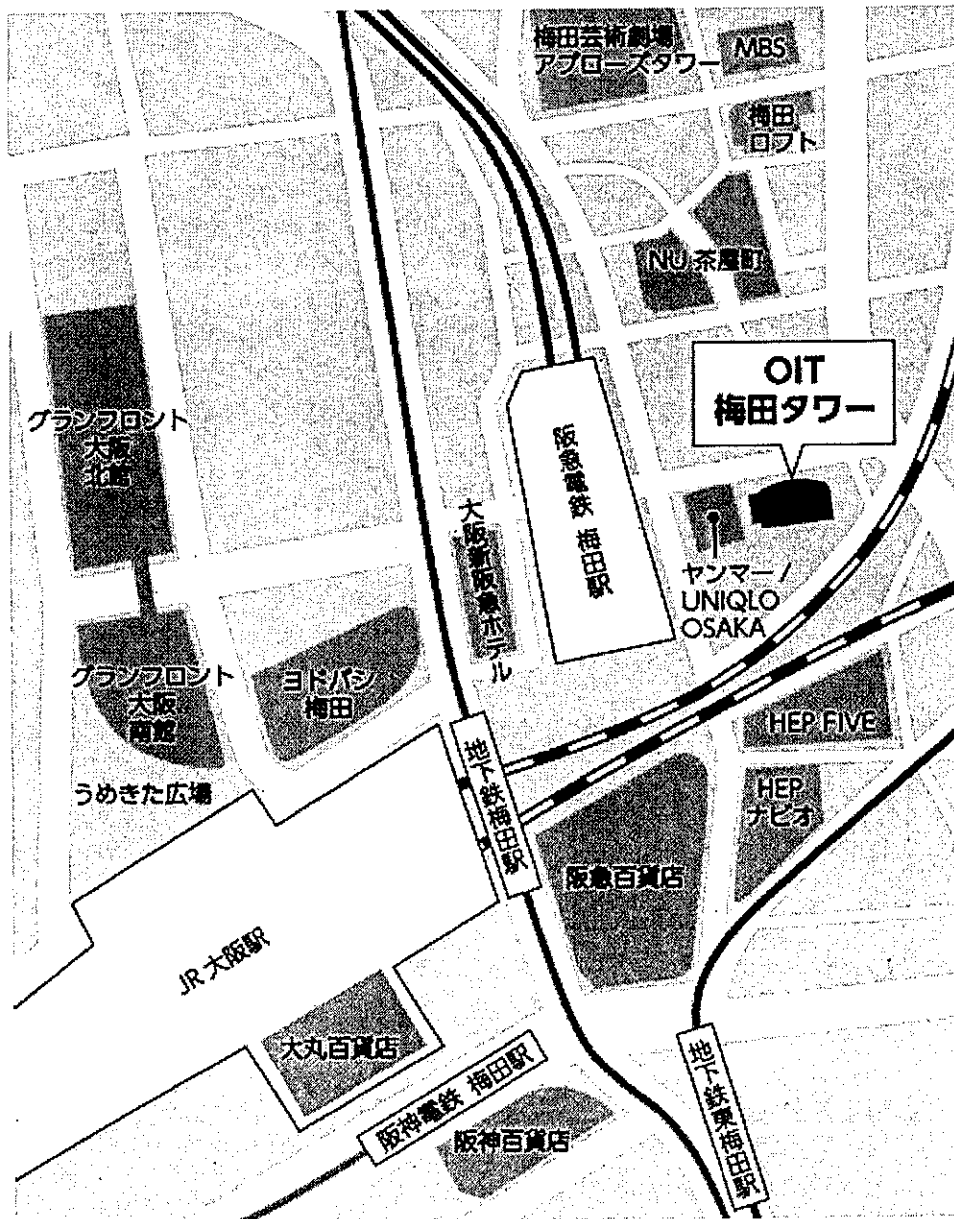 梅田芸術劇場
アプローズタワー
MBS
梅田
ロフト
NU 茶屋町
OIT
梅田タワー
グランフロント
大阪
北館
阪急電鉄 梅田駅
大阪新阪急ホテル
ヤンマー/
UNIQLO
OSAKA
グランフロント
大阪
南館
ヨドバシ
梅田
うめきた広場
地下鉄梅田駅
HEP FIVE
HEP
ナビオ
阪急百貨店
JR 大阪駅
大丸百貨店
阪神電鉄 梅田駅
阪神百貨店
地下鉄東梅田駅